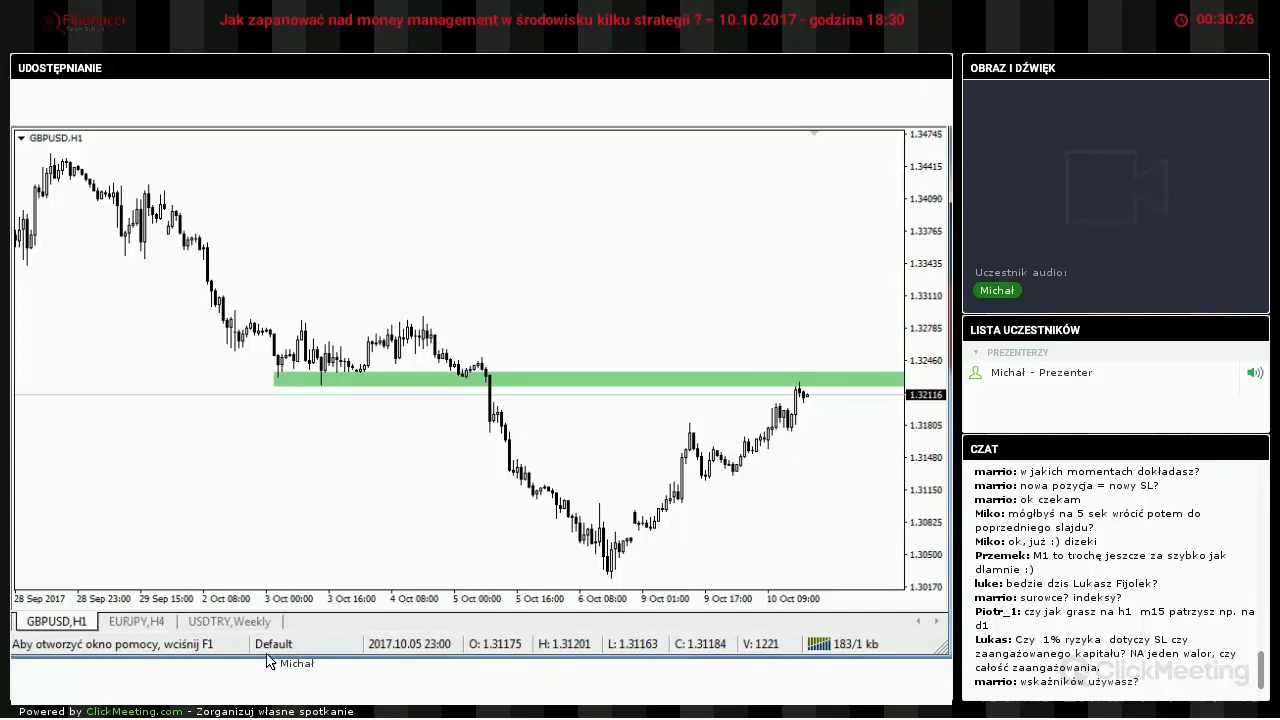 Fibonacci
Team School
Jak zapanować nad money management w środowisku kilku strategii ? – 10.10.2017 - godzina 18:30
00:30:26
UDOSTĘPNIANIE
GBPUSD,H1
1.34745
1.34415
1.34090
1.33765
1.33435
1.33110
1.32785
1.32460
1.32116
1.31805
1.31480
1.31150
1.30825
1.30500
1.30170
28 Sep 2017 28 Sep 23:00 29 Sep 15:00 2 Oct 08:00 3 Oct 00:00 3 Oct 16:00 4 Oct 08:00 5 Oct 00:00 5 Oct 16:00 6 Oct 08:00 9 Oct 01:00 9 Oct 17:00 10 Oct 09:00
GBPUSD,H1 EURJPY,H4 USDTRY,Weekly
Aby otworzyć okno pomocy, wciśnij F1 Default 2017.10.05 23:00 O: 1.31175 H: 1.31201 L: 1.31163 C: 1.31184 V: 1221 183/1 kb
Michał
OBRAZ I DŹWIĘK
Uczestnik audio:
Michał
LISTA UCZESTNIKÓW
PREZENTERZY
Michał - Prezenter
CZAT
marrio: w jakich momentach dokładasz?
marrio: nowa pozycja = nowy SL?
marrio: ok czekam
Miko: mógłbyś na 5 sek wrócić potem do
poprzedniego slajdu?
Miko: ok, już :) dizeki
Przemek: M1 to trochę jeszcze za szybko jak
dlamnie :)
luke: bedzie dzis Lukasz Fijolek?
marrio: surowce? indeksy?
Piotr_1: czy jak grasz na h1 m15 patrzysz np. na
d1
Lukas: Czy 1% ryzyka dotyczy SL czy
zaangażowanego kapitału? NA jeden walor, czy
całość zaangażowania.
marrio: wskaźników używasz?
ClickMeeting
Powered by ClickMeeting.com - Zorganizuj własne spotkanie